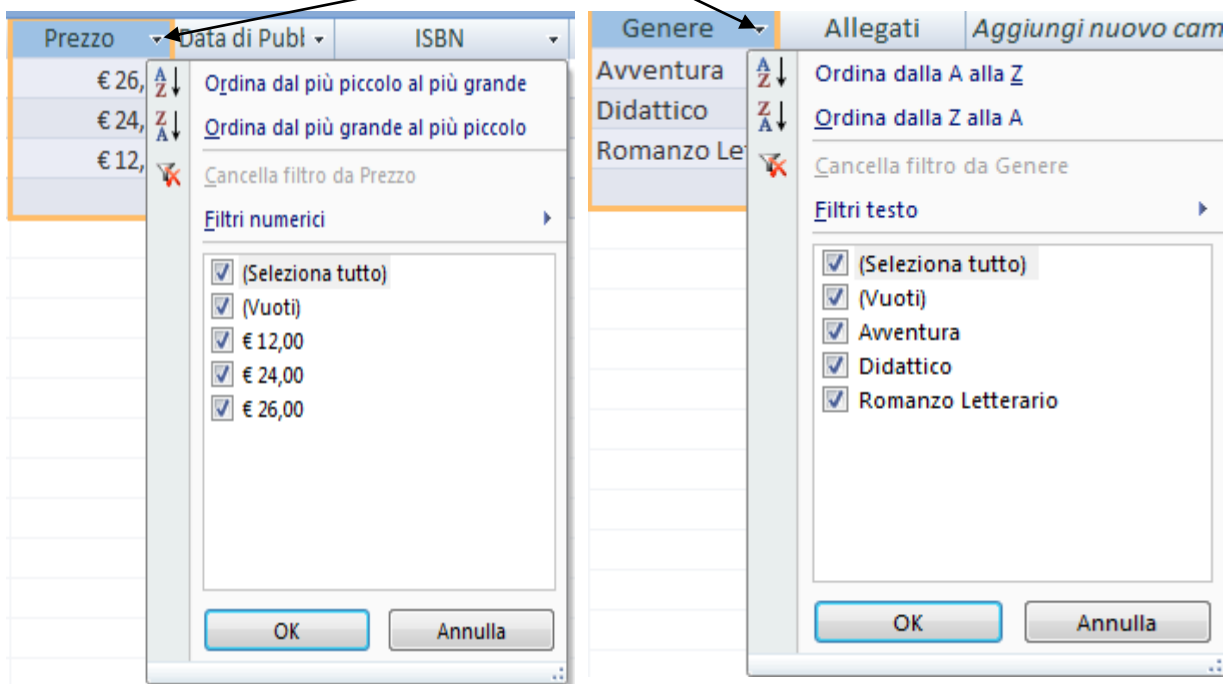 Prezzo Data di Publ ISBN
€ 26,
€ 24,
€ 12,
Ordina dal più piccolo al più grande
Ordina dal più grande al più piccolo
Cancella filtro da Prezzo
Filtri numerici
(Seleziona tutto)
(Vuoti)
€ 12,00
€ 24,00
€ 26,00
OK Annulla
Genere Allegati Aggiungi nuovo cam
Avventura
Didattico
Romanzo Let
Ordina dalla A alla Z
Ordina dalla Z alla A
Cancella filtro da Genere
Filtri testo
(Seleziona tutto)
(Vuoti)
Avventura
Didattico
Romanzo Letterario
OK Annulla